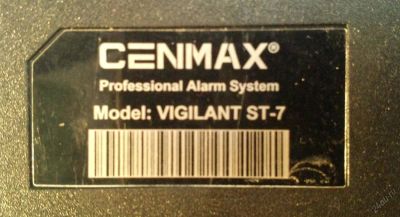 CENMAX®
Professional Alarm System
Model: VIGILANT ST-7